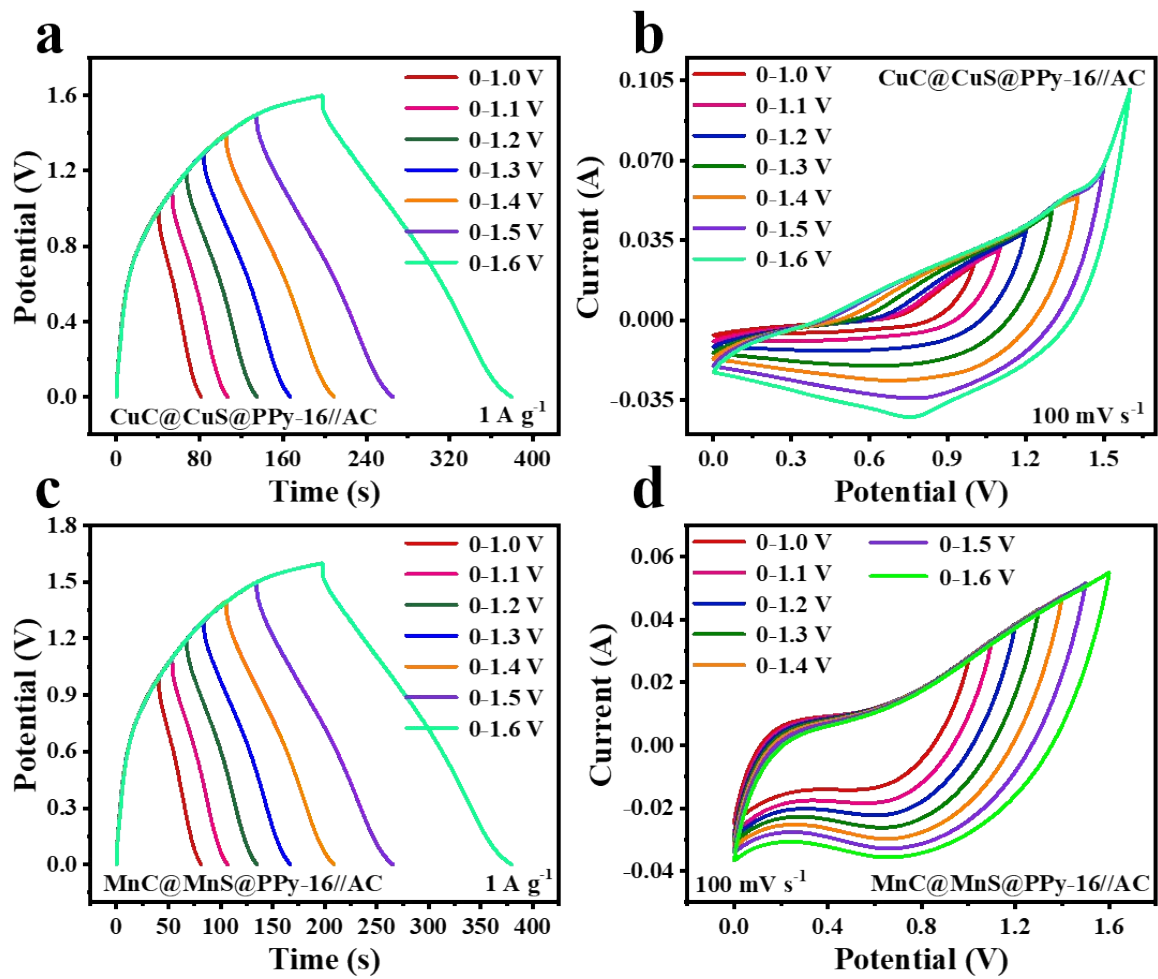 a
Potential (V)
1.6
1.2
0.8
0.4
0.0
0-1.0 V
0-1.1 V
0-1.2 V
0-1.3 V
0-1.4 V
0-1.5 V
0-1.6 V
CuC@CuS@PPy-16//AC
1 A g-1
0 80 160 240 320 400
Time (s)
b
Current (A)
0.105
0.070
0.035
0.000
-0.035
0-1.0 V
0-1.1 V
0-1.2 V
0-1.3 V
0-1.4 V
0-1.5 V
0-1.6 V
CuC@CuS@PPy-16//AC
100 mV s-1
0.0 0.3 0.6 0.9 1.2 1.5
Potential (V)
c
Potential (V)
1.8
1.5
1.2
0.9
0.6
0.3
0.0
0-1.0 V
0-1.1 V
0-1.2 V
0-1.3 V
0-1.4 V
0-1.5 V
0-1.6 V
MnC@MnS@PPy-16//AC
1 A g-1
0 50 100 150 200 250 300 350 400
Time (s)
d
Current (A)
0.06
0.04
0.02
0.00
-0.02
-0.04
0-1.0 V
0-1.1 V
0-1.2 V
0-1.3 V
0-1.4 V
0-1.5 V
0-1.6 V
100 mV s-1
MnC@MnS@PPy-16//AC
0.0 0.4 0.8 1.2 1.6
Potential (V)